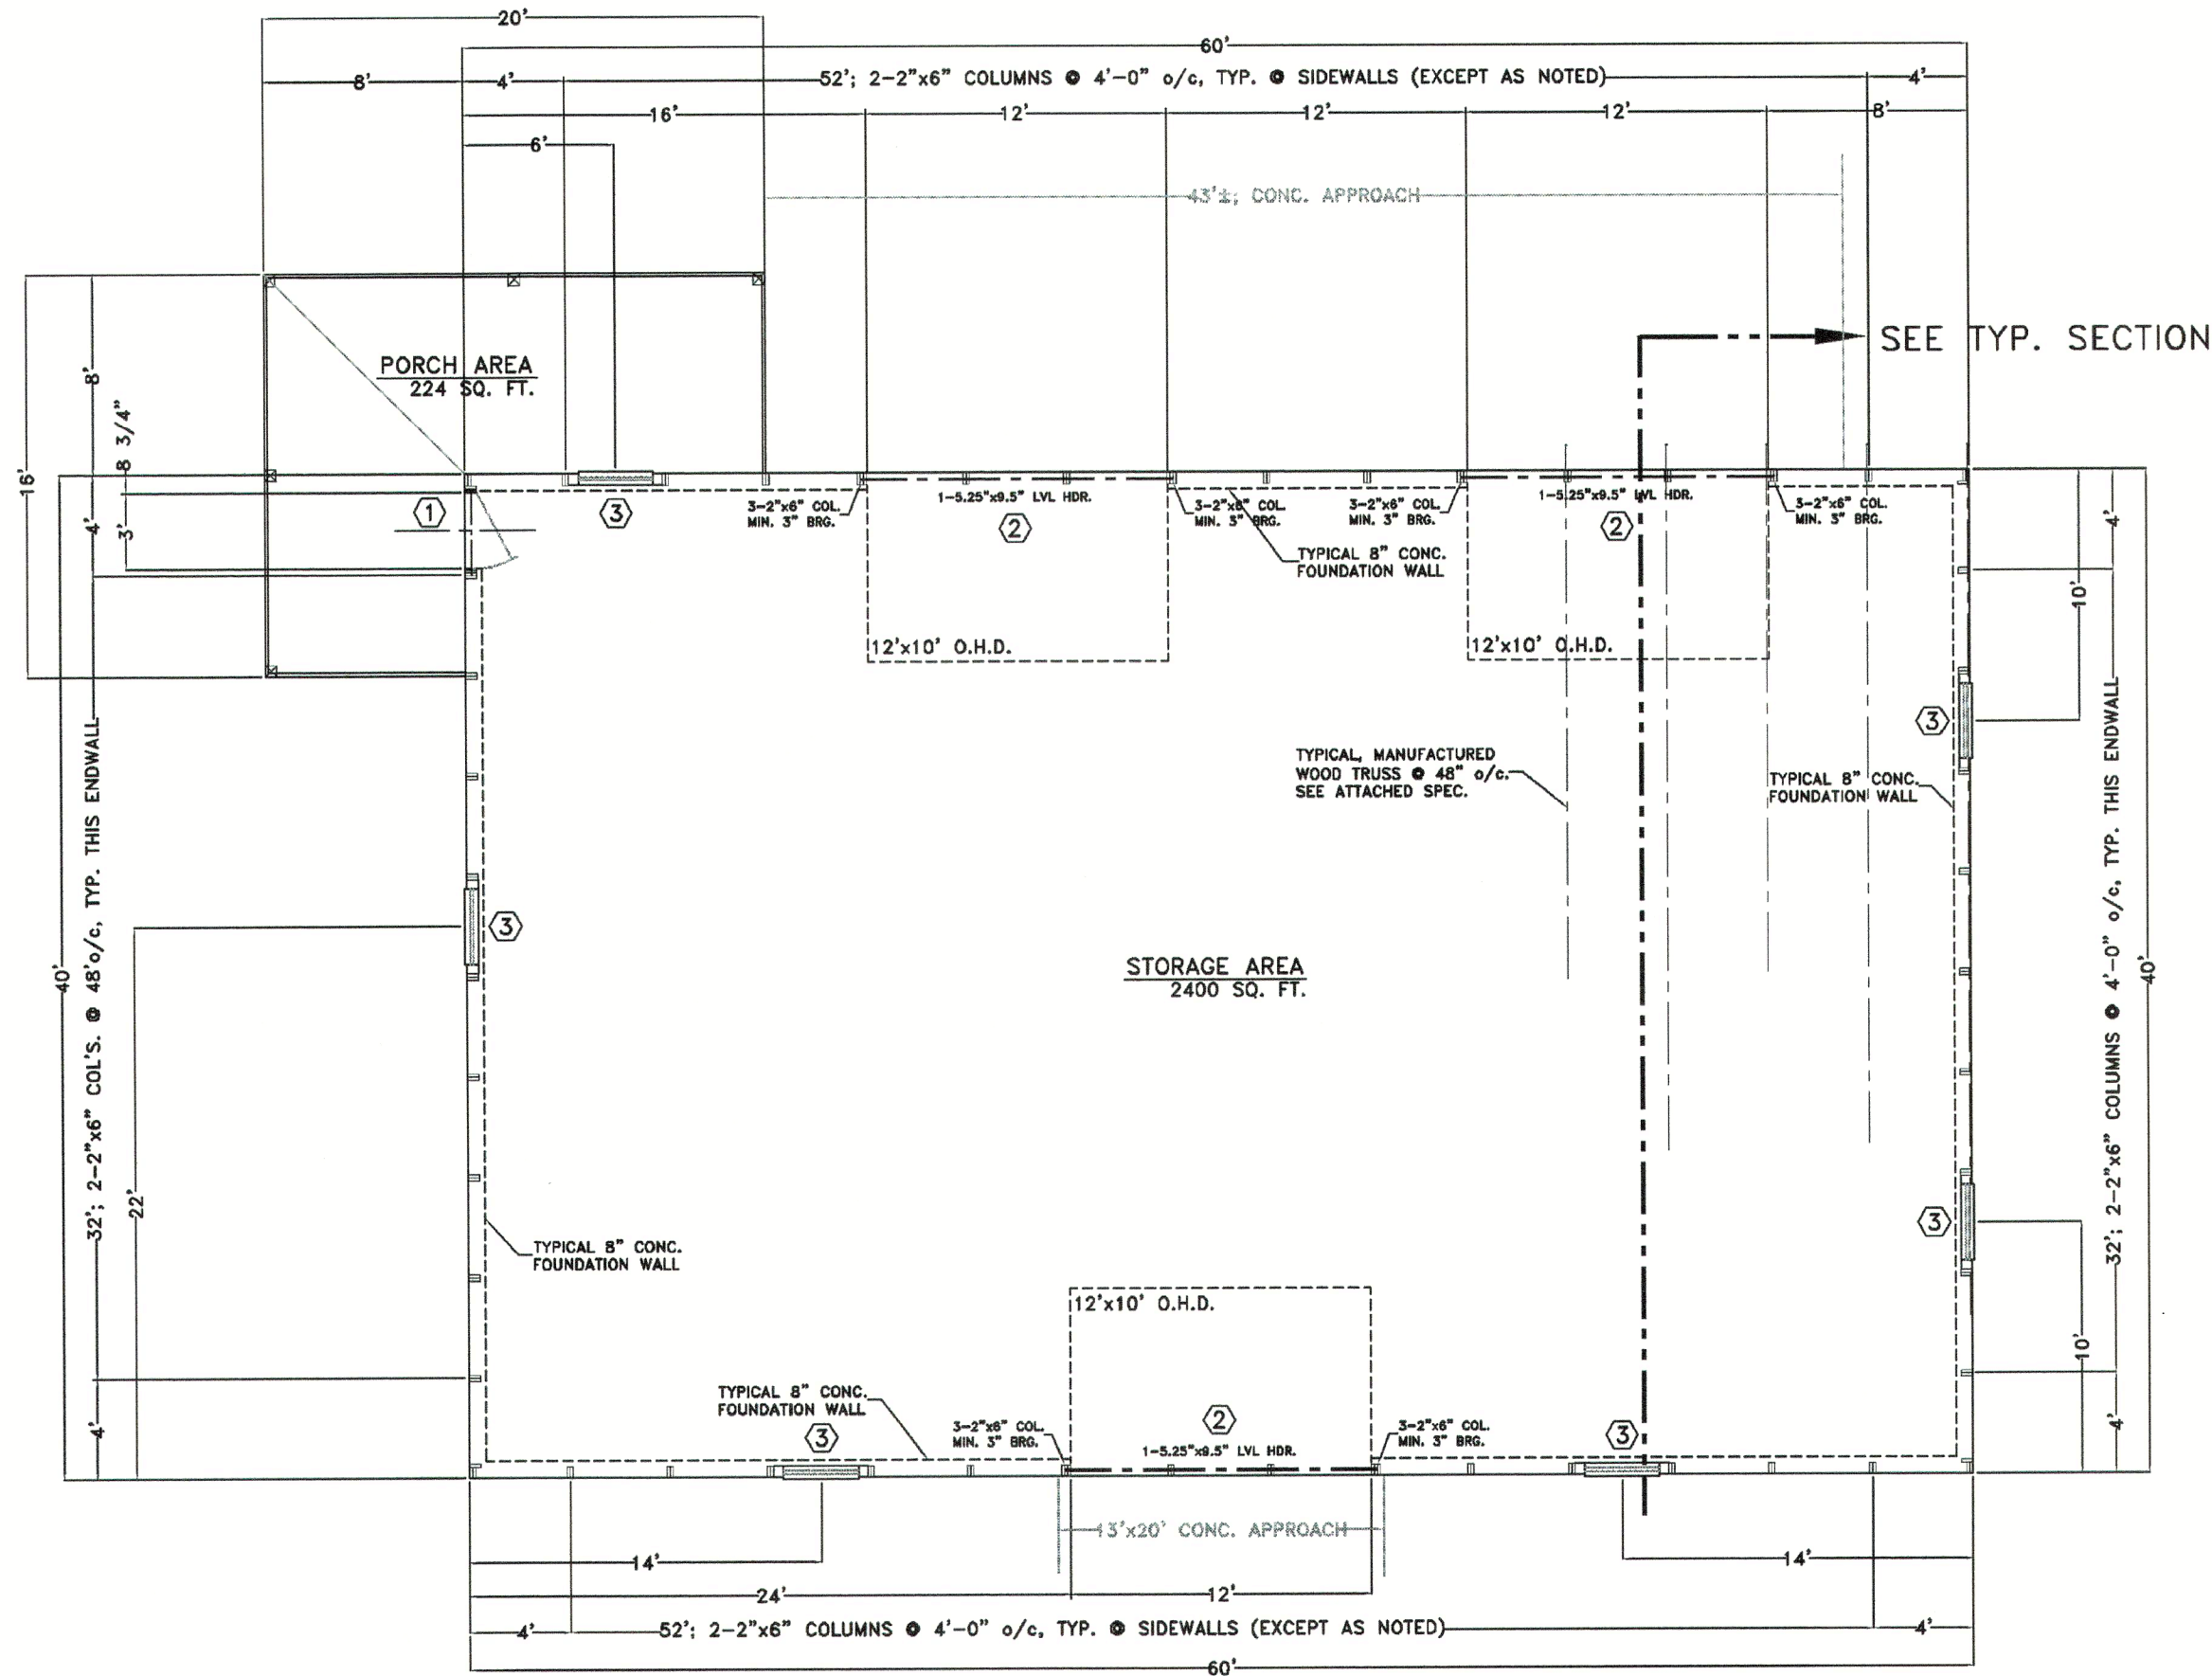 20'
60'
8'
4'
52'; 2-2"x6" COLUMNS @ 4'-0" o/c, TYP. @ SIDEWALLS (EXCEPT AS NOTED)
4'
16'
12'
12'
12'
8'
6'
43'±; CONC. APPROACH
SEE TYP. SECTION
PORCH AREA
224 SQ. FT.
16'
8'
8 3/4"
4'
3'
1
3
3-2"x6" COL.
MIN. 3" BRG.
1-5.25"x9.5" LVL HDR.
2
3-2"x6" COL.
MIN. 3" BRG.
3-2"x6" COL.
MIN. 3" BRG.
1-5.25"x9.5" LVL HDR.
2
3-2"x6" COL.
MIN. 3" BRG.
TYPICAL 8" CONC.
FOUNDATION WALL
12'x10' O.H.D.
12'x10' O.H.D.
4'
10'
3
TYPICAL, MANUFACTURED
WOOD TRUSS @ 48" o/c.
SEE ATTACHED SPEC.
TYPICAL 8" CONC.
FOUNDATION WALL
40'
32'; 2-2"x6" COL'S. @ 48'o/c, TYP. THIS ENDWALL
22'
3
STORAGE AREA
2400 SQ. FT.
32'; 2-2"x6" COLUMNS @ 4'-0" o/c, TYP. THIS ENDWALL
40'
3
TYPICAL 8" CONC.
FOUNDATION WALL
12'x10' O.H.D.
10'
4'
4'
TYPICAL 8" CONC.
FOUNDATION WALL
3
3-2"x6" COL.
MIN. 3" BRG.
2
1-5.25"x9.5" LVL HDR.
3-2"x6" COL.
MIN. 3" BRG.
3
13'x20' CONC. APPROACH
14'
14'
24'
12'
4'
52'; 2-2"x6" COLUMNS @ 4'-0" o/c, TYP. @ SIDEWALLS (EXCEPT AS NOTED)
4'
60'